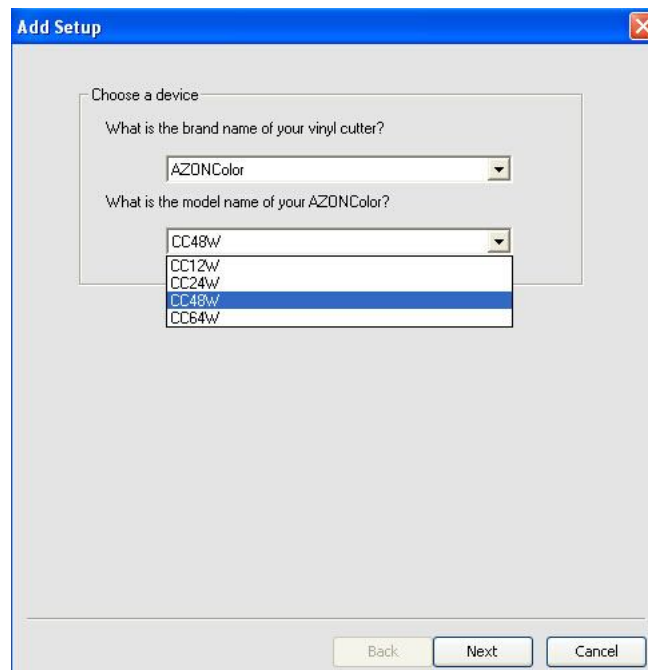 Add Setup
Choose a device
What is the brand name of your vinyl cutter?
AZONColor
What is the model name of your AZONColor?
CC48W
CC12W
CC24W
CC48W
CC64W
Back Next Cancel